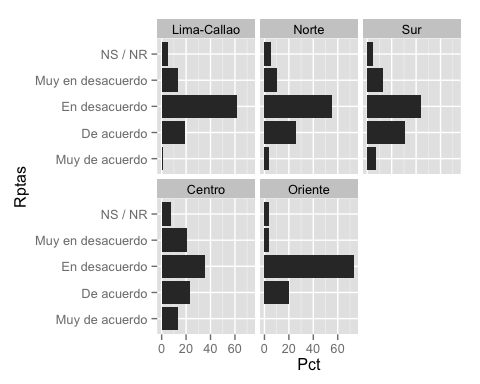 Lima-Callao Norte Sur
NS / NR
Muy en desacuerdo
En desacuerdo
De acuerdo
Muy de acuerdo
Rptas
Centro Oriente
NS / NR
Muy en desacuerdo
En desacuerdo
De acuerdo
Muy de acuerdo
0 20 40 60 0 20 40 60
Pct